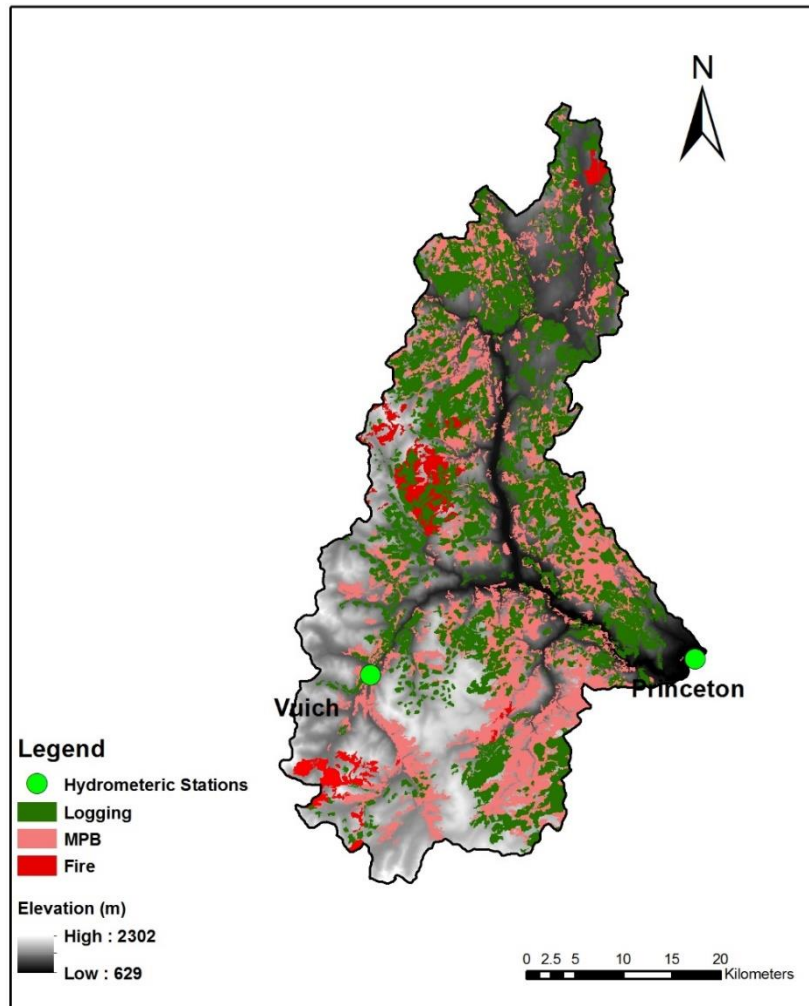 N
Princeton
Vuich
Legend
Hydrometeric Stations
Logging
MPB
Fire
Elevation (m)
High : 2302
Low : 629
0 2.5 5 10 15 20
Kilometers